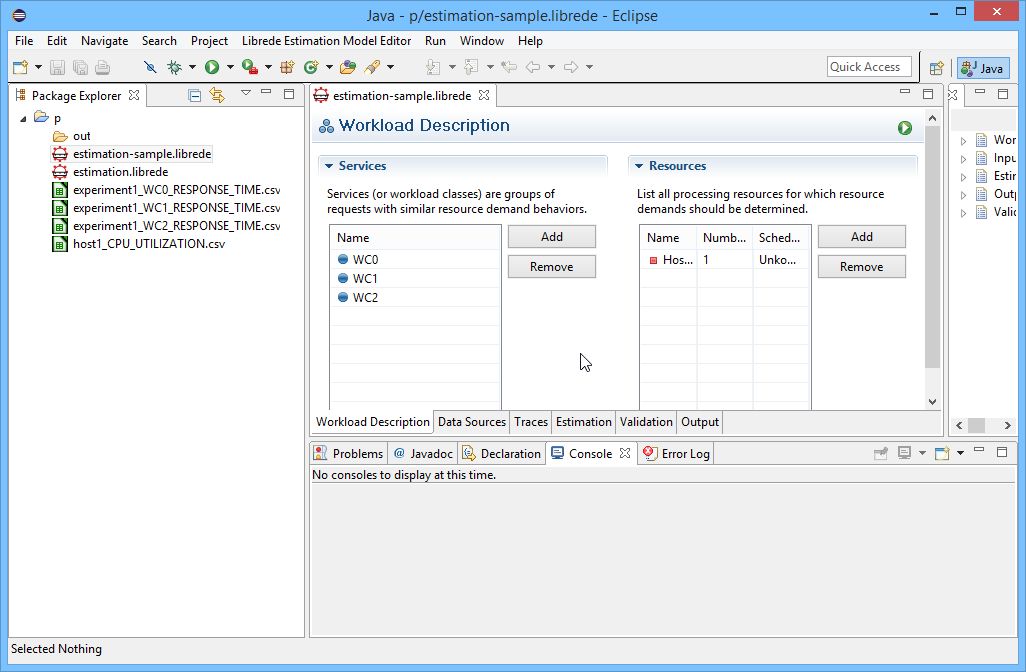 Java - p/estimation-sample.librede - Eclipse
File Edit Navigate Search Project Librede Estimation Model Editor Run Window Help
Quick Access
Java
Package Explorer
p
out
estimation-sample.librede
estimation.librede
experiment1_WC0_RESPONSE_TIME.csv
experiment1_WC1_RESPONSE_TIME.csv
experiment1_WC2_RESPONSE_TIME.csv
host1_CPU_UTILIZATION.csv
estimation-sample.librede
Workload Description
Services
Services (or workload classes) are groups of
requests with similar resource demand behaviors.
Name
WC0
WC1
WC2
Add
Remove
Resources
List all processing resources for which resource
demands should be determined.
Name Numb... Sched...
Hos... 1 Unko...
Add
Remove
Workload Description Data Sources Traces Estimation Validation Output
Wor
Inpu
Estir
Outp
Valid
Problems @ Javadoc Declaration Console Error Log
No consoles to display at this time.
Selected Nothing